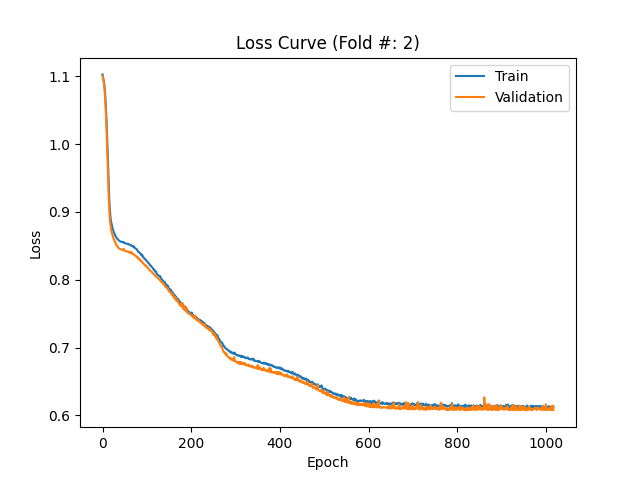 Loss Curve (Fold #: 2)
Train
Validation
1.1
1.0
0.9
0.8
0.7
0.6
Loss
0 200 400 600 800 1000
Epoch